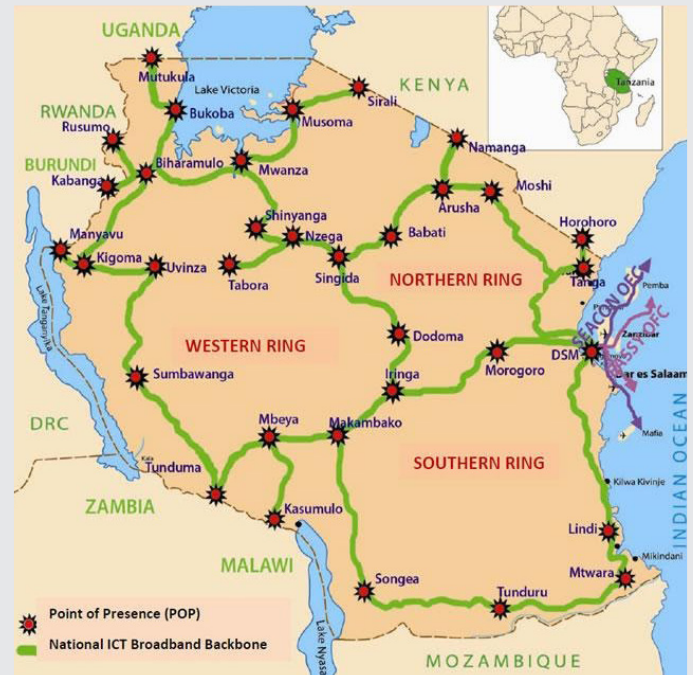 UGANDA
Mutukula
Lake Victoria
KENYA
Tanzania
Sirali
RWANDA
Bukoba
Musoma
Rusumo
Namanga
BURUNDI
Biharamulo
Mwanza
Moshi
Kabanga
Arusha
Shinyanga
Horohoro
Manyavu
Nzega
Babati
Kigoma
Uvinza
Singida
Tanga
Tabora
NORTHERN RING
Pemba
Lake Tanganyika
SEACON OFC
Zanzibar
WESTERN RING
Dodoma
DSM
EASSY OFC
Morogoro
Sumbawanga
Iringa
Dar es Salaam
Mbeya
Makambako
DRC
Mafia
Tunduma
SOUTHERN RING
INDIAN OCEAN
Kilwa Kivinje
ZAMBIA
Kasumulo
Lindi
MALAWI
Mikindani
Songea
Mtwara
Tunduru
Point of Presence (POP)
National ICT Broadband Backbone
Lake Nyasa
MOZAMBIQUE